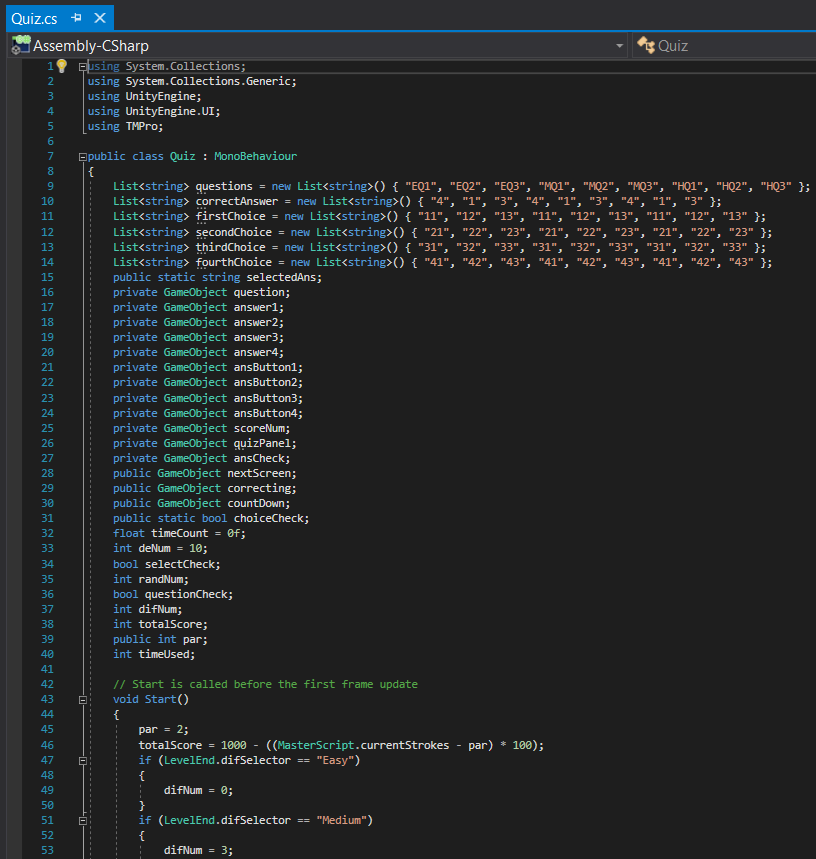 Quiz.cs
Assembly-CSharp Quiz
1 using System.Collections;
2 using System.Collections.Generic;
3 using UnityEngine;
4 using UnityEngine.UI;
5 using TMPro;
6
7 public class Quiz : MonoBehaviour
8 {
9 List<string> questions = new List<string>() { "EQ1", "EQ2", "EQ3", "MQ1", "MQ2", "MQ3", "HQ1", "HQ2", "HQ3" };
10 List<string> correctAnswer = new List<string>() { "4", "1", "3", "4", "1", "3", "4", "1", "3" };
11 List<string> firstChoice = new List<string>() { "11", "12", "13", "11", "12", "13", "11", "12", "13" };
12 List<string> secondChoice = new List<string>() { "21", "22", "23", "21", "22", "23", "21", "22", "23" };
13 List<string> thirdChoice = new List<string>() { "31", "32", "33", "31", "32", "33", "31", "32", "33" };
14 List<string> fourthChoice = new List<string>() { "41", "42", "43", "41", "42", "43", "41", "42", "43" };
15 public static string selectedAns;
16 private GameObject question;
17 private GameObject answer1;
18 private GameObject answer2;
19 private GameObject answer3;
20 private GameObject answer4;
21 private GameObject ansButton1;
22 private GameObject ansButton2;
23 private GameObject ansButton3;
24 private GameObject ansButton4;
25 private GameObject scoreNum;
26 private GameObject quizPanel;
27 private GameObject ansCheck;
28 public GameObject nextScreen;
29 public GameObject correcting;
30 public GameObject countDown;
31 public static bool choiceCheck;
32 float timeCount = 0f;
33 int deNum = 10;
34 bool selectCheck;
35 int randNum;
36 bool questionCheck;
37 int difNum;
38 int totalScore;
39 public int par;
40 int timeUsed;
41
42 // Start is called before the first frame update
43 void Start()
44 {
45 par = 2;
46 totalScore = 1000 - ((MasterScript.currentStrokes - par) * 100);
47 if (LevelEnd.difSelector == "Easy")
48 {
49 difNum = 0;
50 }
51 if (LevelEnd.difSelector == "Medium")
52 {
53 difNum = 3;